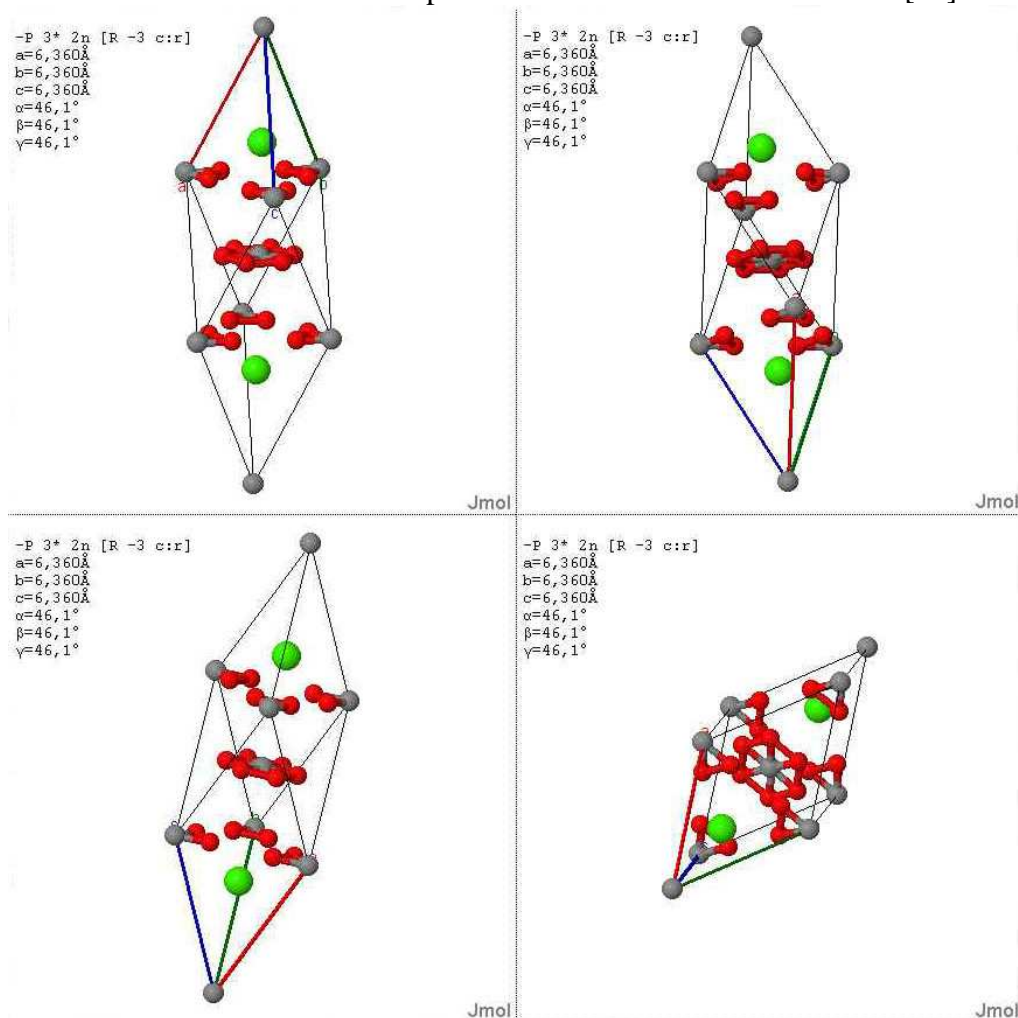 -P 3* 2n [R -3 c:r]
a=6,360Å
b=6,360Å
c=6,360Å
α=46,1°
β=46,1°
γ=46,1°
a
b
c
Jmol
-P 3* 2n [R -3 c:r]
a=6,360Å
b=6,360Å
c=6,360Å
α=46,1°
β=46,1°
γ=46,1°
a
Jmol
-P 3* 2n [R -3 c:r]
a=6,360Å
b=6,360Å
c=6,360Å
α=46,1°
β=46,1°
γ=46,1°
Jmol
-P 3* 2n [R -3 c:r]
a=6,360Å
b=6,360Å
c=6,360Å
α=46,1°
β=46,1°
γ=46,1°
a
Jmol